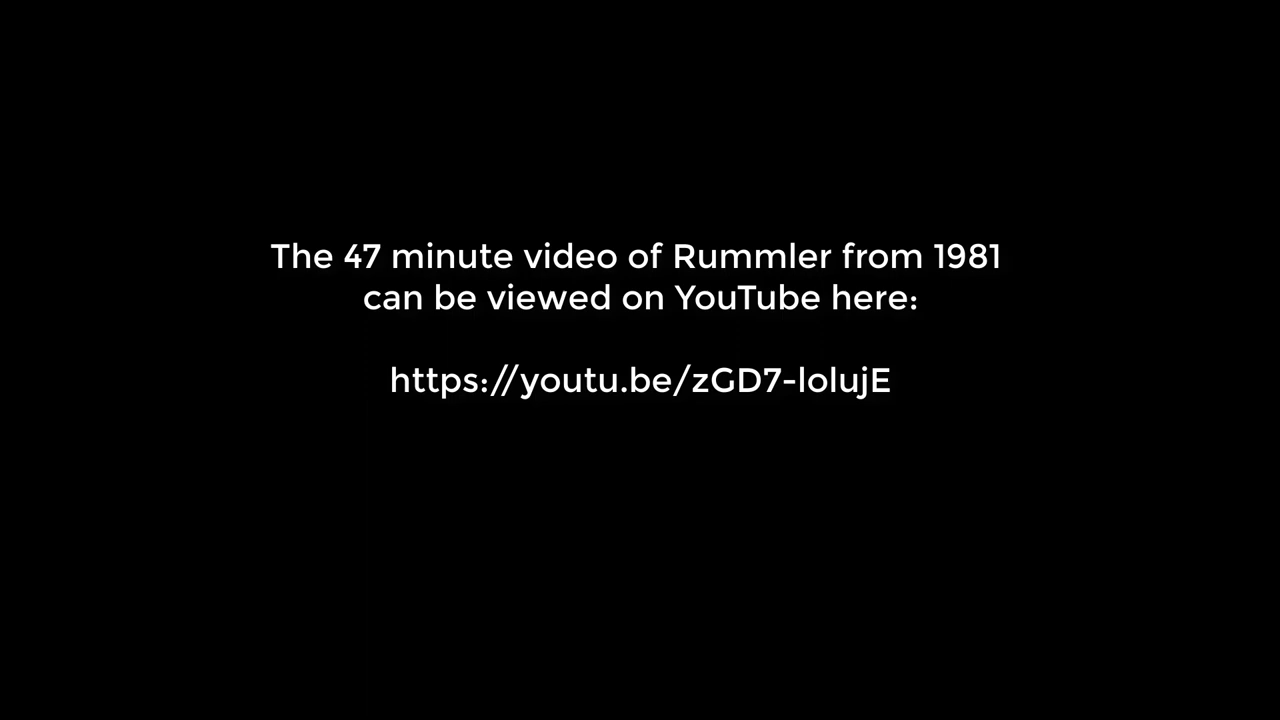 The 47 minute video of Rummler from 1981
can be viewed on YouTube here:
https://youtu.be/zGD7-lolujE